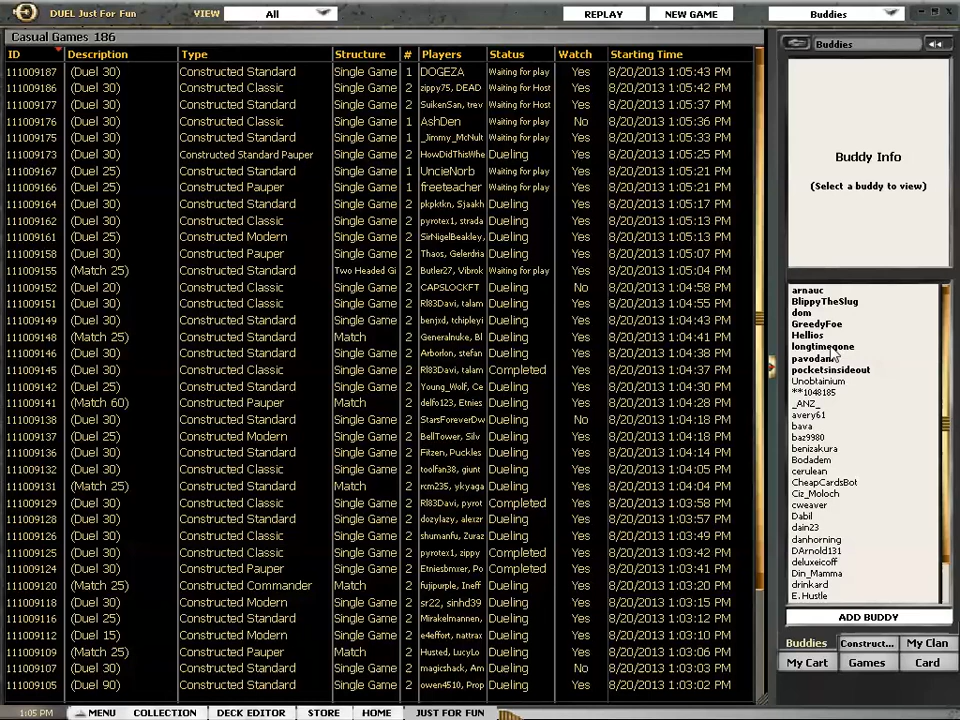 DUEL Just For Fun VIEW All REPLAY NEW GAME Buddies
Casual Games 186
ID Description Type Structure # Players Status Watch Starting Time
111009187 (Duel 30) Constructed Standard Single Game 1 DOGEZA Waiting for play Yes 8/20/2013 1:05:43 PM
111009186 (Duel 30) Constructed Classic Single Game 2 zippy75, DEAD Waiting for Host Yes 8/20/2013 1:05:42 PM
111009177 (Duel 30) Constructed Standard Single Game 2 SuikenSan, trev Waiting for Host Yes 8/20/2013 1:05:37 PM
111009176 (Duel 30) Constructed Classic Single Game 1 AshDen Waiting for play No 8/20/2013 1:05:36 PM
111009175 (Duel 30) Constructed Standard Single Game 1 _Jimmy_McNult Waiting for play Yes 8/20/2013 1:05:33 PM
111009173 (Duel 30) Constructed Standard Pauper Single Game 2 HowDidThisWhe Dueling Yes 8/20/2013 1:05:25 PM
111009167 (Duel 25) Constructed Standard Single Game 1 UncleNorb Waiting for play Yes 8/20/2013 1:05:21 PM
111009166 (Duel 25) Constructed Pauper Single Game 1 freeteacher Waiting for play Yes 8/20/2013 1:05:21 PM
111009164 (Duel 30) Constructed Standard Single Game 2 pkpktkn, Sjaakh Dueling Yes 8/20/2013 1:05:17 PM
111009162 (Duel 30) Constructed Classic Single Game 2 pyrotex1, strada Dueling Yes 8/20/2013 1:05:13 PM
111009161 (Duel 25) Constructed Modern Single Game 2 SirNigelBeakley, Dueling Yes 8/20/2013 1:05:13 PM
111009158 (Duel 30) Constructed Pauper Single Game 2 Thaos, Gelerdria Dueling Yes 8/20/2013 1:05:07 PM
111009155 (Match 25) Constructed Standard Two Headed Gi 2 Butler27, Vibrok Waiting for play Yes 8/20/2013 1:05:04 PM
111009152 (Duel 20) Constructed Classic Single Game 2 CAPSLOCKFT Dueling No 8/20/2013 1:04:58 PM
111009151 (Duel 30) Constructed Classic Single Game 2 Rl83Dvi, talam Dueling Yes 8/20/2013 1:04:55 PM
111009149 (Duel 30) Constructed Standard Single Game 2 benjxd, tchipleyi Dueling Yes 8/20/2013 1:04:43 PM
111009148 (Match 25) Constructed Standard Match 2 Generalnuke, Bl Dueling Yes 8/20/2013 1:04:41 PM
111009146 (Duel 30) Constructed Standard Single Game 2 Arborlon, stefan Dueling Yes 8/20/2013 1:04:38 PM
111009145 (Duel 30) Constructed Classic Single Game 2 Rl83Dvi, talam Completed Yes 8/20/2013 1:04:37 PM
111009142 (Duel 25) Constructed Standard Single Game 2 Young_Wolf, Ce Dueling Yes 8/20/2013 1:04:30 PM
111009141 (Match 60) Constructed Pauper Match 2 delfo123, Etnies Dueling Yes 8/20/2013 1:04:28 PM
111009138 (Duel 30) Constructed Standard Single Game 2 StarsForeverDw Dueling No 8/20/2013 1:04:18 PM
111009137 (Duel 25) Constructed Modern Single Game 2 BellTower, Silv Dueling Yes 8/20/2013 1:04:18 PM
111009136 (Duel 30) Constructed Standard Single Game 2 Fitzen, Puckles Dueling Yes 8/20/2013 1:04:14 PM
111009132 (Duel 30) Constructed Classic Single Game 2 toolfan38, giunt Dueling Yes 8/20/2013 1:04:05 PM
111009131 (Match 25) Constructed Standard Match 2 rcm235, ykyaga Dueling Yes 8/20/2013 1:04:04 PM
111009129 (Duel 30) Constructed Classic Single Game 2 Rl83Dvi, pyrot Completed Yes 8/20/2013 1:03:58 PM
111009128 (Duel 30) Constructed Standard Single Game 2 dozylazy, alexzr Dueling Yes 8/20/2013 1:03:57 PM
111009126 (Duel 30) Constructed Classic Single Game 2 shumanfu, Zuraz Dueling Yes 8/20/2013 1:03:49 PM
111009125 (Duel 30) Constructed Classic Single Game 2 pyrotex1, zippy Completed Yes 8/20/2013 1:03:42 PM
111009124 (Duel 30) Constructed Pauper Single Game 2 Etniesbmxer, Po Completed Yes 8/20/2013 1:03:41 PM
111009120 (Match 25) Constructed Commander Match 2 fujipurple, Ineff Dueling Yes 8/20/2013 1:03:20 PM
111009118 (Duel 30) Constructed Modern Single Game 2 sr22, sinhd39 Dueling Yes 8/20/2013 1:03:15 PM
111009116 (Duel 25) Constructed Standard Single Game 2 Mirakelmannen, Dueling Yes 8/20/2013 1:03:12 PM
111009112 (Duel 15) Constructed Modern Single Game 2 e4effort, nattrax Dueling Yes 8/20/2013 1:03:10 PM
111009109 (Match 25) Constructed Pauper Match 2 Husted, LucyLo Dueling Yes 8/20/2013 1:03:06 PM
111009107 (Duel 30) Constructed Standard Single Game 2 magicshack, Am Dueling No 8/20/2013 1:03:03 PM
111009105 (Duel 90) Constructed Standard Single Game 2 owen4510, Prop Dueling Yes 8/20/2013 1:03:02 PM
Buddies
Buddy Info
(Select a buddy to view)
arnauc
BlippyTheSlug
dom
GreedyFoe
Hellios
longtimegone
pavodan
pocketsinsideout
Unobtainium
**1048185
_ANZ_
avery61
bava
baz9980
benizakura
Bodadem
cerulean
CheapCardsBot
Ciz_Moloch
cweaver
Dabil
dain23
danhorning
DArnold131
deluxeicoff
Din_Mamma
drinkard
E. Hustle
ADD BUDDY
Buddies Construct... My Clan
My Cart Games Card
1:05 PM MENU COLLECTION DECK EDITOR STORE HOME JUST FOR FUN